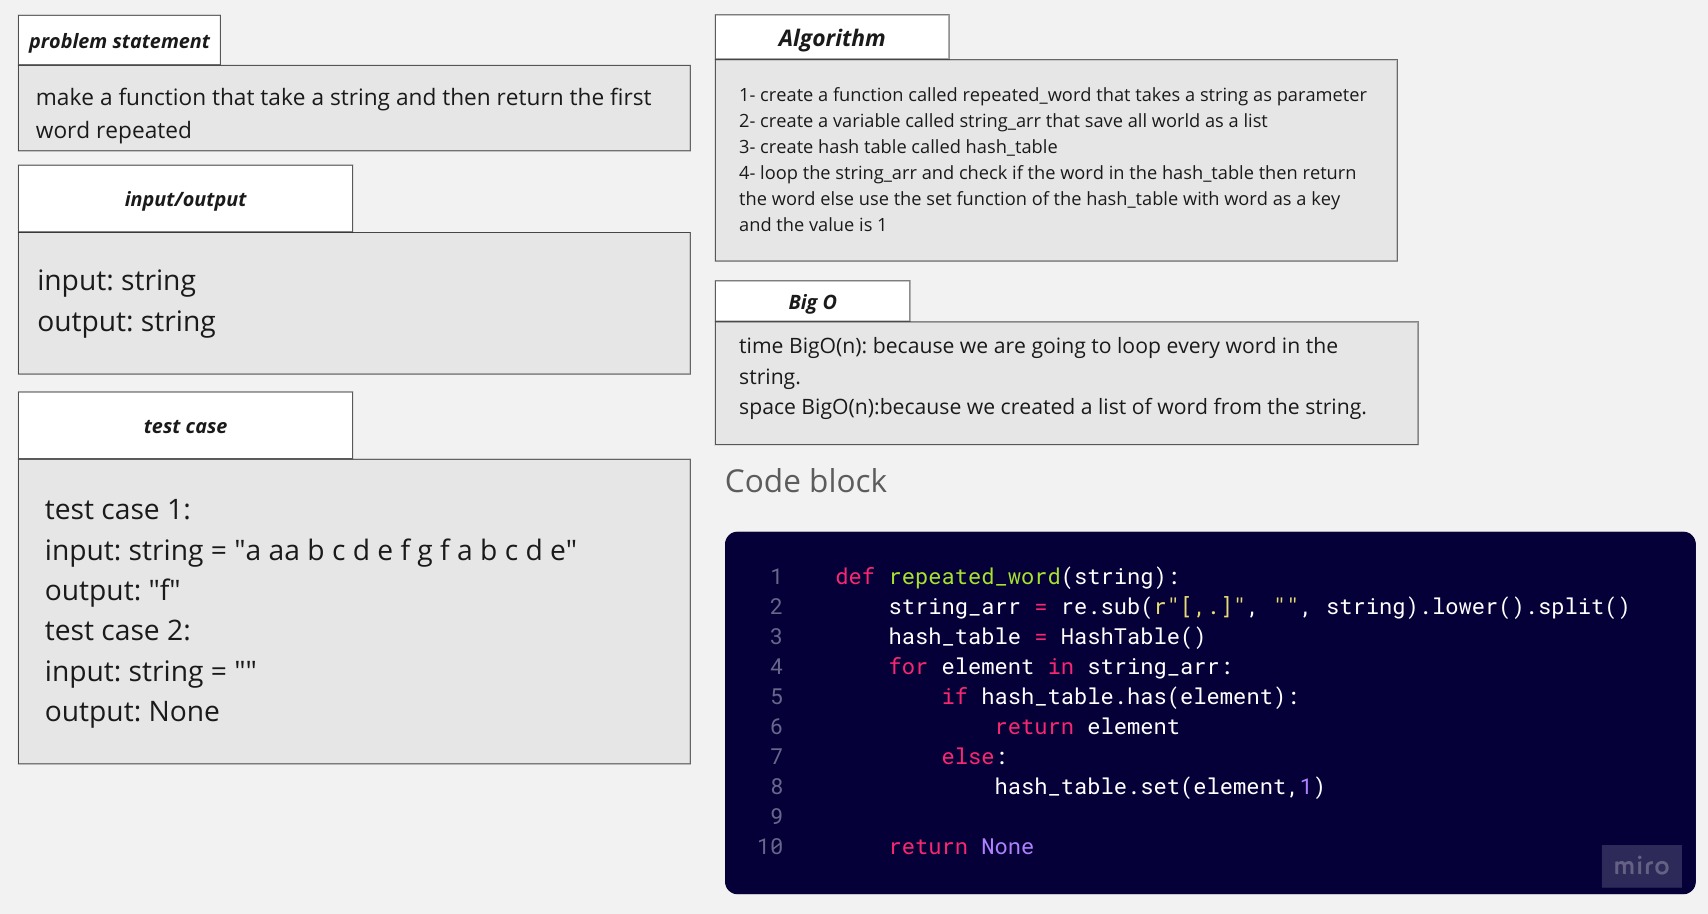 problem statement
make a function that take a string and then return the first
word repeated
input/output
input: string
output: string
test case
test case 1:
input: string = "a aa b c d e f g f a b c d e"
output: "f"
test case 2:
input: string = ""
output: None
Algorithm
1- create a function called repeated_word that takes a string as parameter
2- create a variable called string_arr that save all world as a list
3- create hash table called hash_table
4- loop the string_arr and check if the word in the hash_table then return
the word else use the set function of the hash_table with word as a key
and the value is 1
Big O
time BigO(n): because we are going to loop every word in the
string.
space BigO(n):because we created a list of word from the string.
Code block
1 def repeated_word(string):
2     string_arr = re.sub(r"[,.]", "", string).lower().split()
3     hash_table = HashTable()
4     for element in string_arr:
5         if hash_table.has(element):
6             return element
7         else:
8             hash_table.set(element,1)
9
10     return None
miro